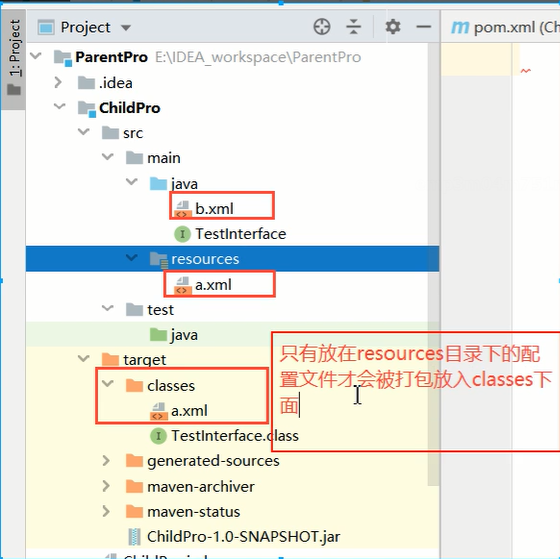 1: Project
Project
pom.xml (Ch
ParentPro E:\IDEA_workspace\ParentPro
.idea
ChildPro
src
main
java
b.xml
TestInterface
resources
a.xml
test
java
target
classes
a.xml
TestInterface.class
generated-sources
maven-archiver
maven-status
ChildPro-1.0-SNAPSHOT.jar
只有放在resources目录下的配
置文件才会被打包放入classes下
面